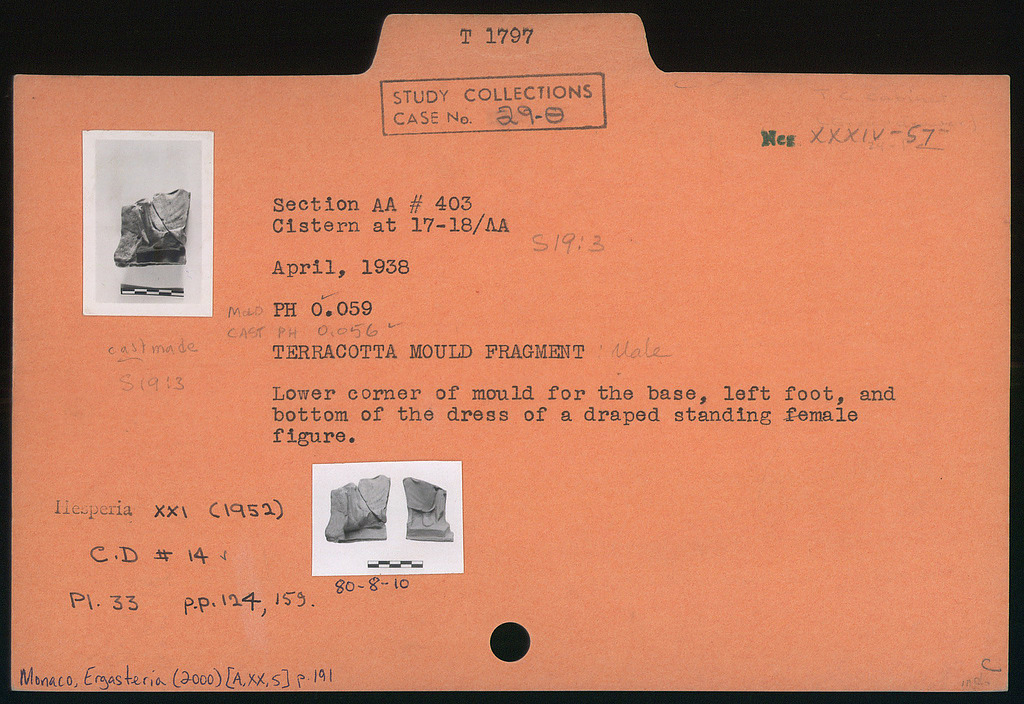 T 1797
STUDY COLLECTIONS
CASE No. 29-
Neg XXXIV-57
Section AA # 403
Cistern at 17-18/AA
S19:3
April, 1938
PH 0.059
CAST PH 0.056 ✓
cast made
TERRACOTTA MOULD FRAGMENT Male
S19:3
Lower corner of mould for the base, left foot, and
bottom of the dress of a draped standing female
figure.
Hesperia XXI (1952)
C.D # 14 ✓
80-8-10
Pl. 33 p.p. 124, 159.
Monaco, Ergasteria (2000) [A,XX,5] p. 191
C